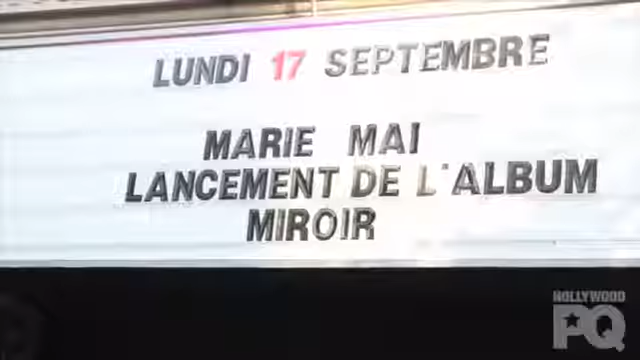 LUNDI 17 SEPTEMBRE
MARIE MAI
LANCEMENT DE L'ALBUM
MIROIR
HOLLYWOOD
PQ